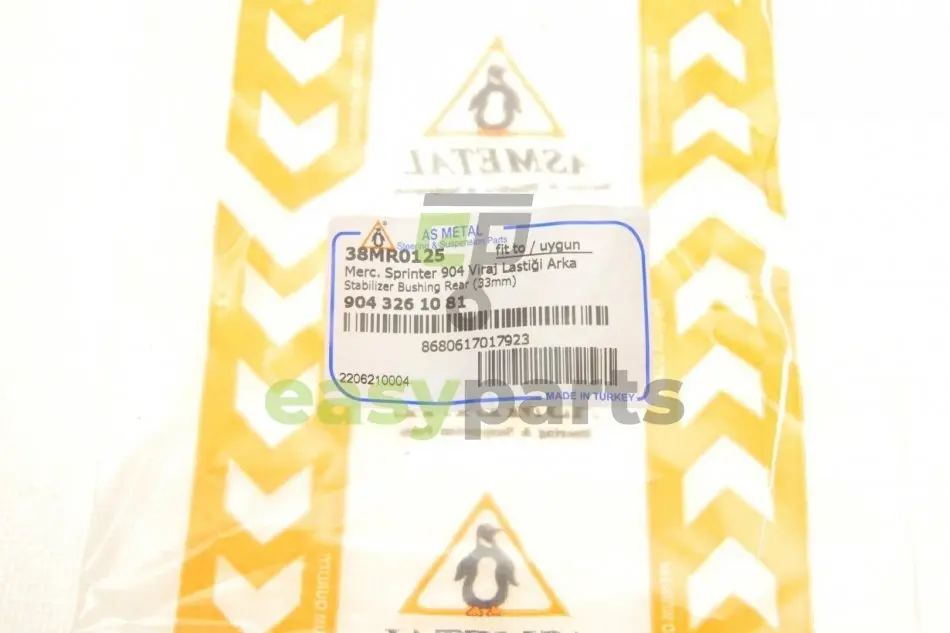 ASMETAL
AS METAL
Steering & Suspension Parts
38MR0125
fit to / uygun
Merc. Sprinter 904 Viraj Lastiği Arka
Stabilizer Bushing Rear (33mm)
904 326 10 81
8680617017923
2206210004
MADE IN TURKEY
easyparts